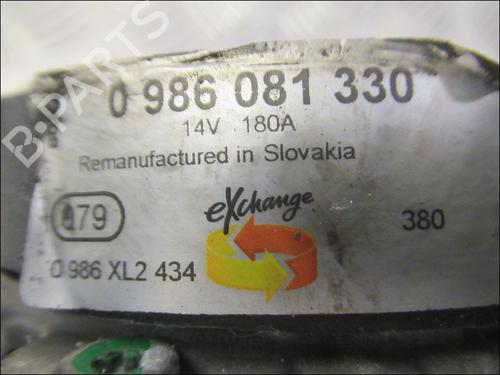 B-PARTS
0 986 081 330
14V 180A
Remanufactured in Slovakia
079
eXchange
380
0 986 XL2 434